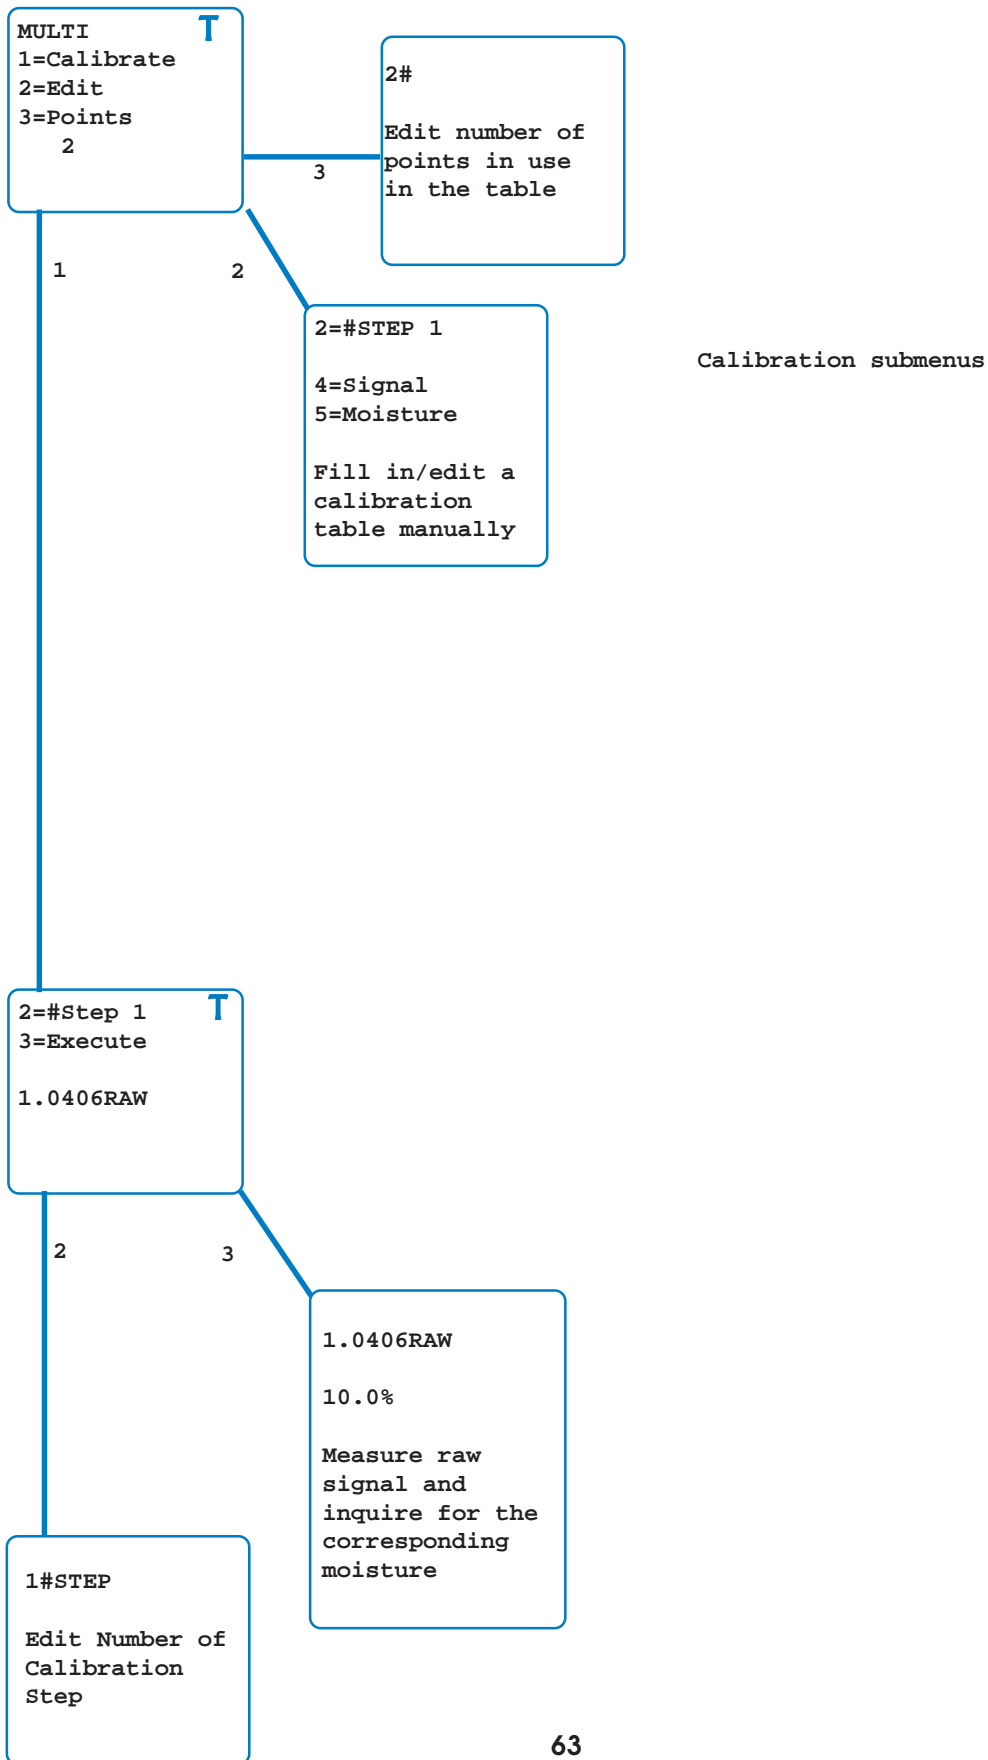 MULTI T
1=Calibrate
2=Edit
3=Points
2
3
2#
Edit number of
points in use
in the table
1
2
2=#STEP 1
4=Signal
5=Moisture
Fill in/edit a
calibration
table manually
Calibration submenus
2=#Step 1 T
3=Execute
1.0406RAW
2
3
1.0406RAW
10.0%
Measure raw
signal and
inquire for the
corresponding
moisture
1#STEP
Edit Number of
Calibration
Step
63